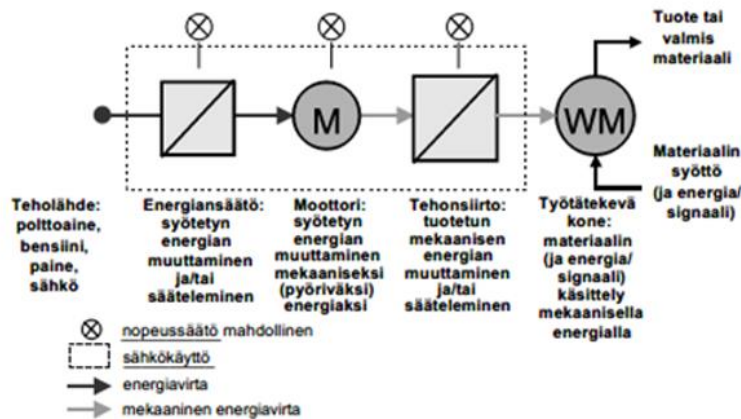 Tuote tai
valmis
materiaali
M
WM
Materiaalin
syöttö
(ja energia/
signaali)
Teholähde:
polttoaine,
bensiini,
paine,
sähkö
Energiansäätö:
syötetyn
energian
muuttaminen
ja/tai
sääteleminen
Moottori:
syötetyn
energian
muuttaminen
mekaaniseksi
(pyöriväksi)
energiaksi
Tehonsiirto:
tuotetun
mekaanisen
energian
muuttaminen
ja/tai
sääteleminen
Työtätekevä
kone:
materiaalin
(ja energia/
signaali)
käsittely
mekaanisella
energialla
nopeussäätö mahdollinen
sähkökäyttö
energiavirta
mekaaninen energiavirta